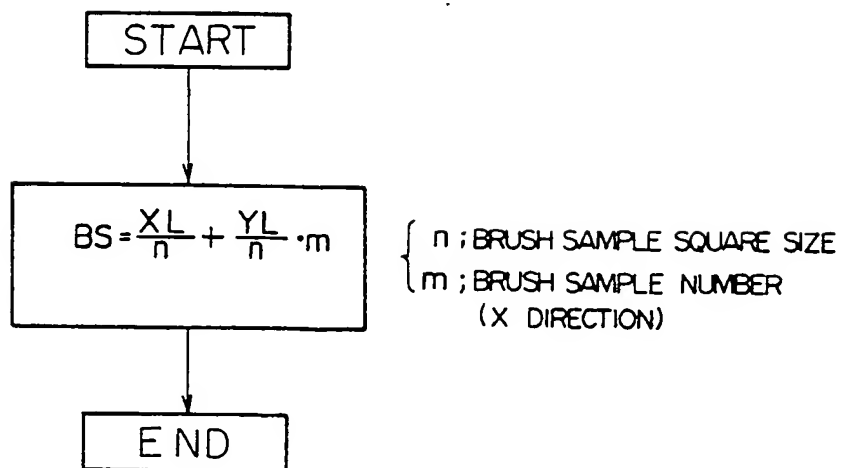 START
BS = XL/n + YL/n · m
n ; BRUSH SAMPLE SQUARE SIZE
m ; BRUSH SAMPLE NUMBER
(X DIRECTION)
END